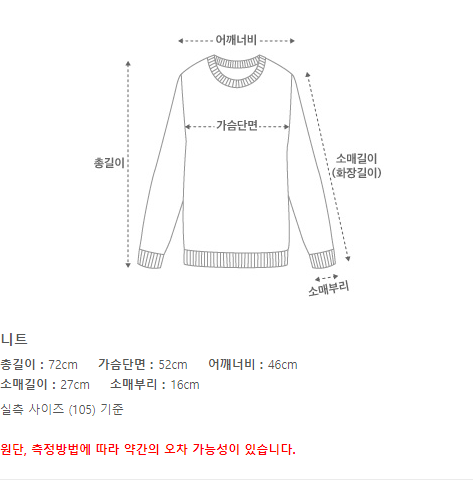 어깨너비
가슴단면
총길이
소매길이
(화장길이)
소매부리
니트
총길이 : 72cm 가슴단면 : 52cm 어깨너비 : 46cm
소매길이 : 27cm 소매부리 : 16cm
실측 사이즈 (105) 기준
원단, 측정방법에 따라 약간의 오차 가능성이 있습니다.